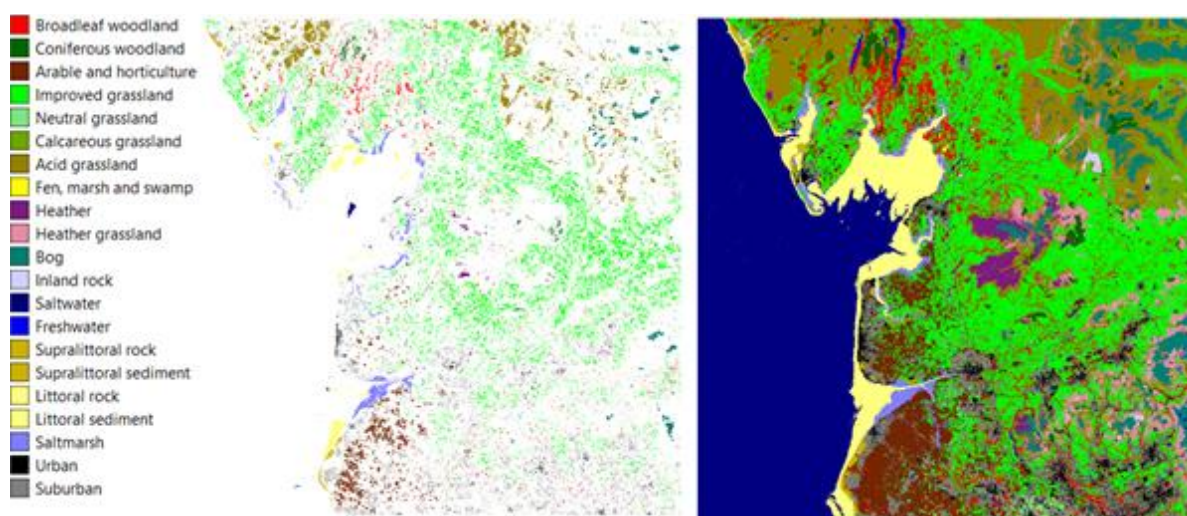 Broadleaf woodland
Coniferous woodland
Arable and horticulture
Improved grassland
Neutral grassland
Calcareous grassland
Acid grassland
Fen, marsh and swamp
Heather
Heather grassland
Bog
Inland rock
Saltwater
Freshwater
Supralittoral rock
Supralittoral sediment
Littoral rock
Littoral sediment
Saltmarsh
Urban
Suburban